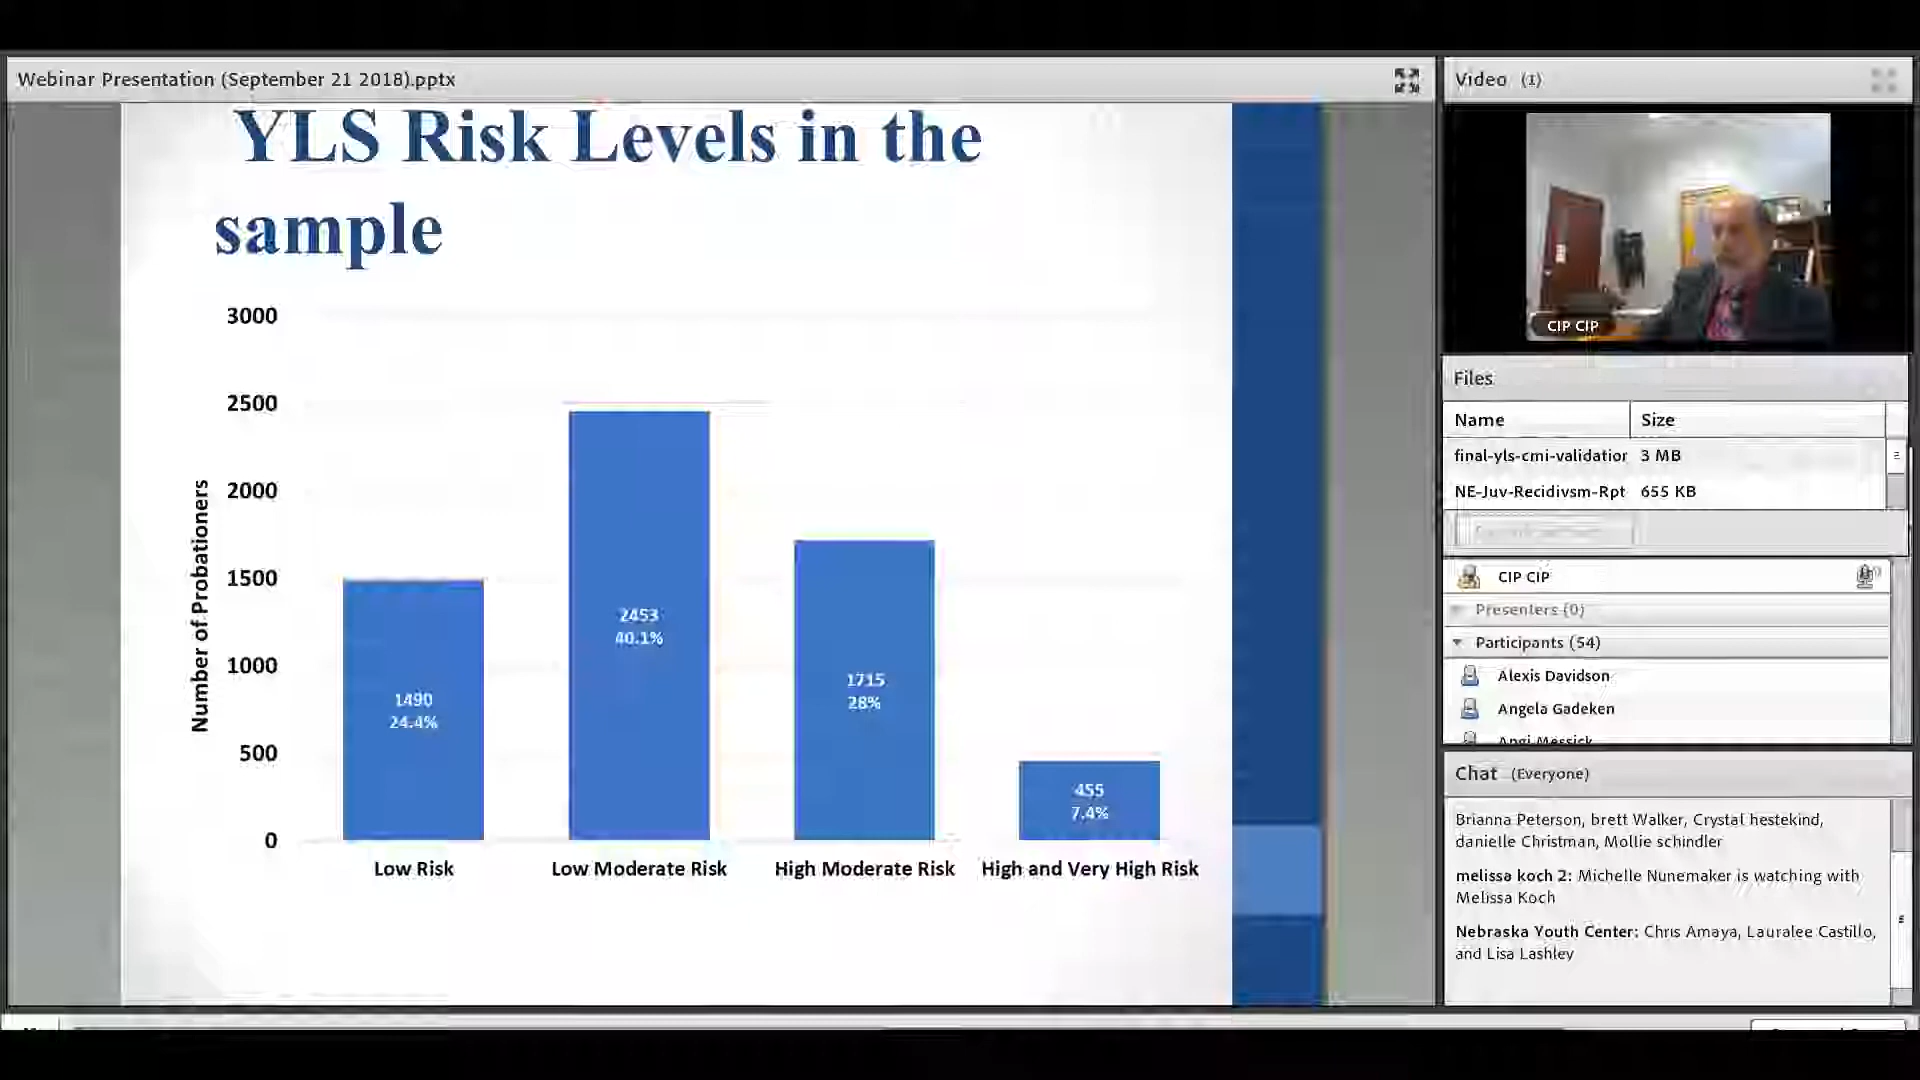 Webinar Presentation (September 21 2018).pptx
YLS Risk Levels in the
sample
Number of Probationers
3000
2500
2000
1500
1000
500
0
1490
24.4%
2453
40.1%
1715
28%
455
7.4%
Low Risk
Low Moderate Risk
High Moderate Risk
High and Very High Risk
Video (1)
CIP CIP
Files
Name Size
final-yls-cmi-validation 3 MB
NE-Juv-Recidivsm-Rpt 655 KB
CIP CIP
Presenters (0)
Participants (54)
Alexis Davidson
Angela Gadeken
Angi Messick
Chat (Everyone)
Brianna Peterson, brett Walker, Crystal hestekind,
danielle Christman, Mollie schindler
melissa koch 2: Michelle Nunemaker is watching with
Melissa Koch
Nebraska Youth Center: Chris Amaya, Lauralee Castillo,
and Lisa Lashley